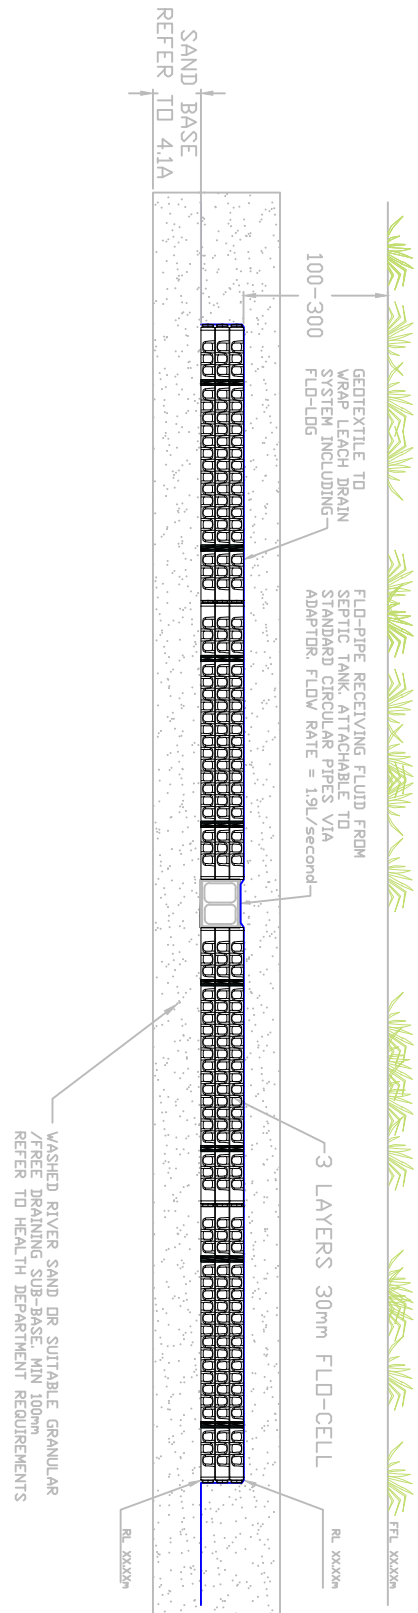 SAND BASE
REFER TO 4.1A
100-300
GEOTEXTILE TO
WRAP LEACH DRAIN
SYSTEM INCLUDING
FLO-LOG
FLO-PIPE RECEIVING FLUID FROM
SEPTIC TANK. ATTACHABLE TO
STANDARD CIRCULAR PIPES VIA
ADAPTOR. FLOW RATE = 1.9L/second
3 LAYERS 30mm FLO-CELL
WASHED RIVER SAND OR SUITABLE GRANULAR
/FREE DRAINING SUB-BASE. MIN 100mm
REFER TO HEALTH DEPARTMENT REQUIREMENTS
FFL XX.XXm
RL XX.XXm
RL XX.XXm